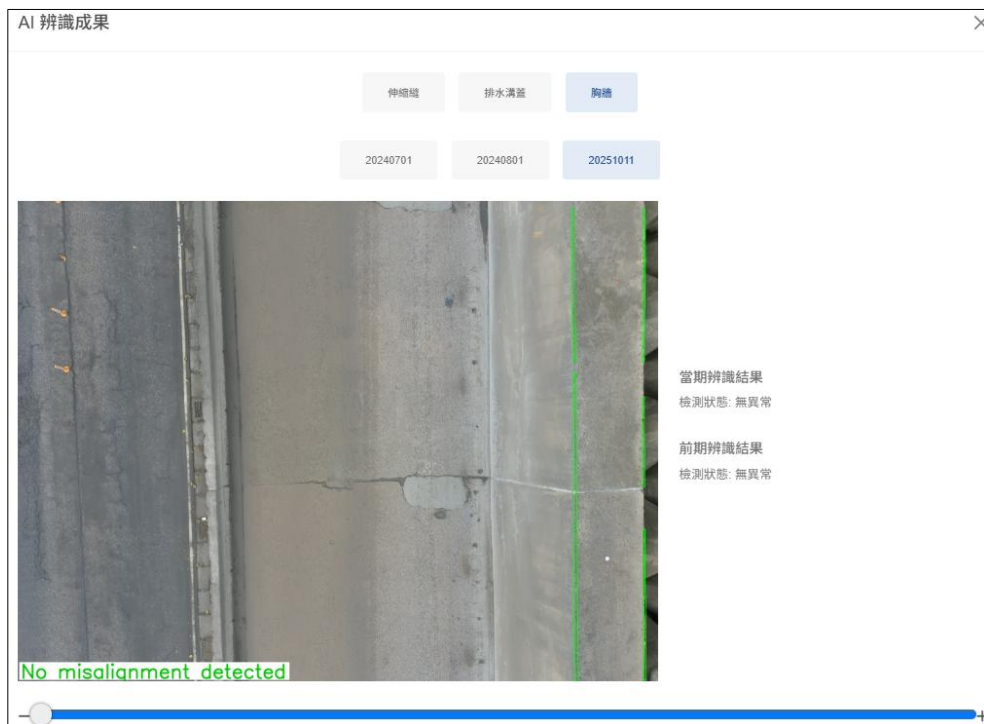 AI 辨識成果
伸縮縫 排水溝蓋 胸牆
20240701 20240801 20251011
當期辨識結果
檢測狀態: 無異常
前期辨識結果
檢測狀態: 無異常
No misalignment detected